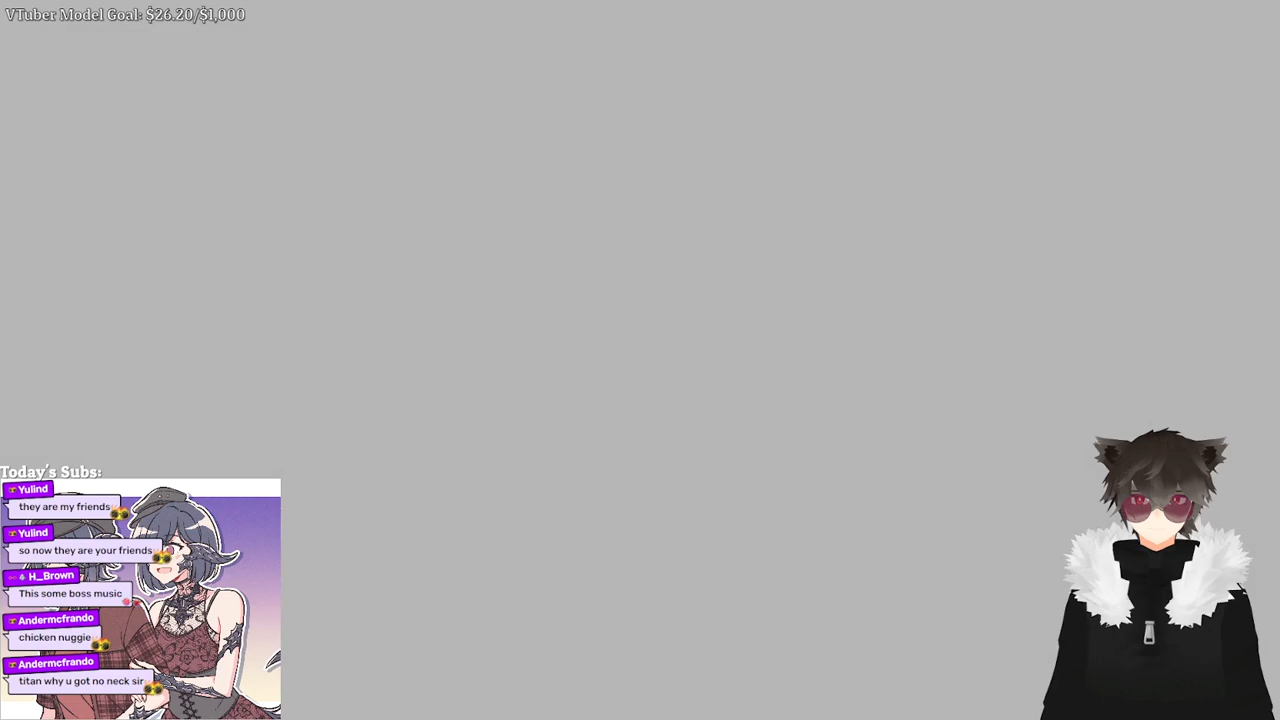 VTuber Model Goal: $26.20/$1,000
Today's Subs:
Yulind
they are my friends
Yulind
so now they are your friends
H_Brown
This some boss music
Andermcfrando
chicken nuggie
Andermcfrando
titan why u got no neck sir